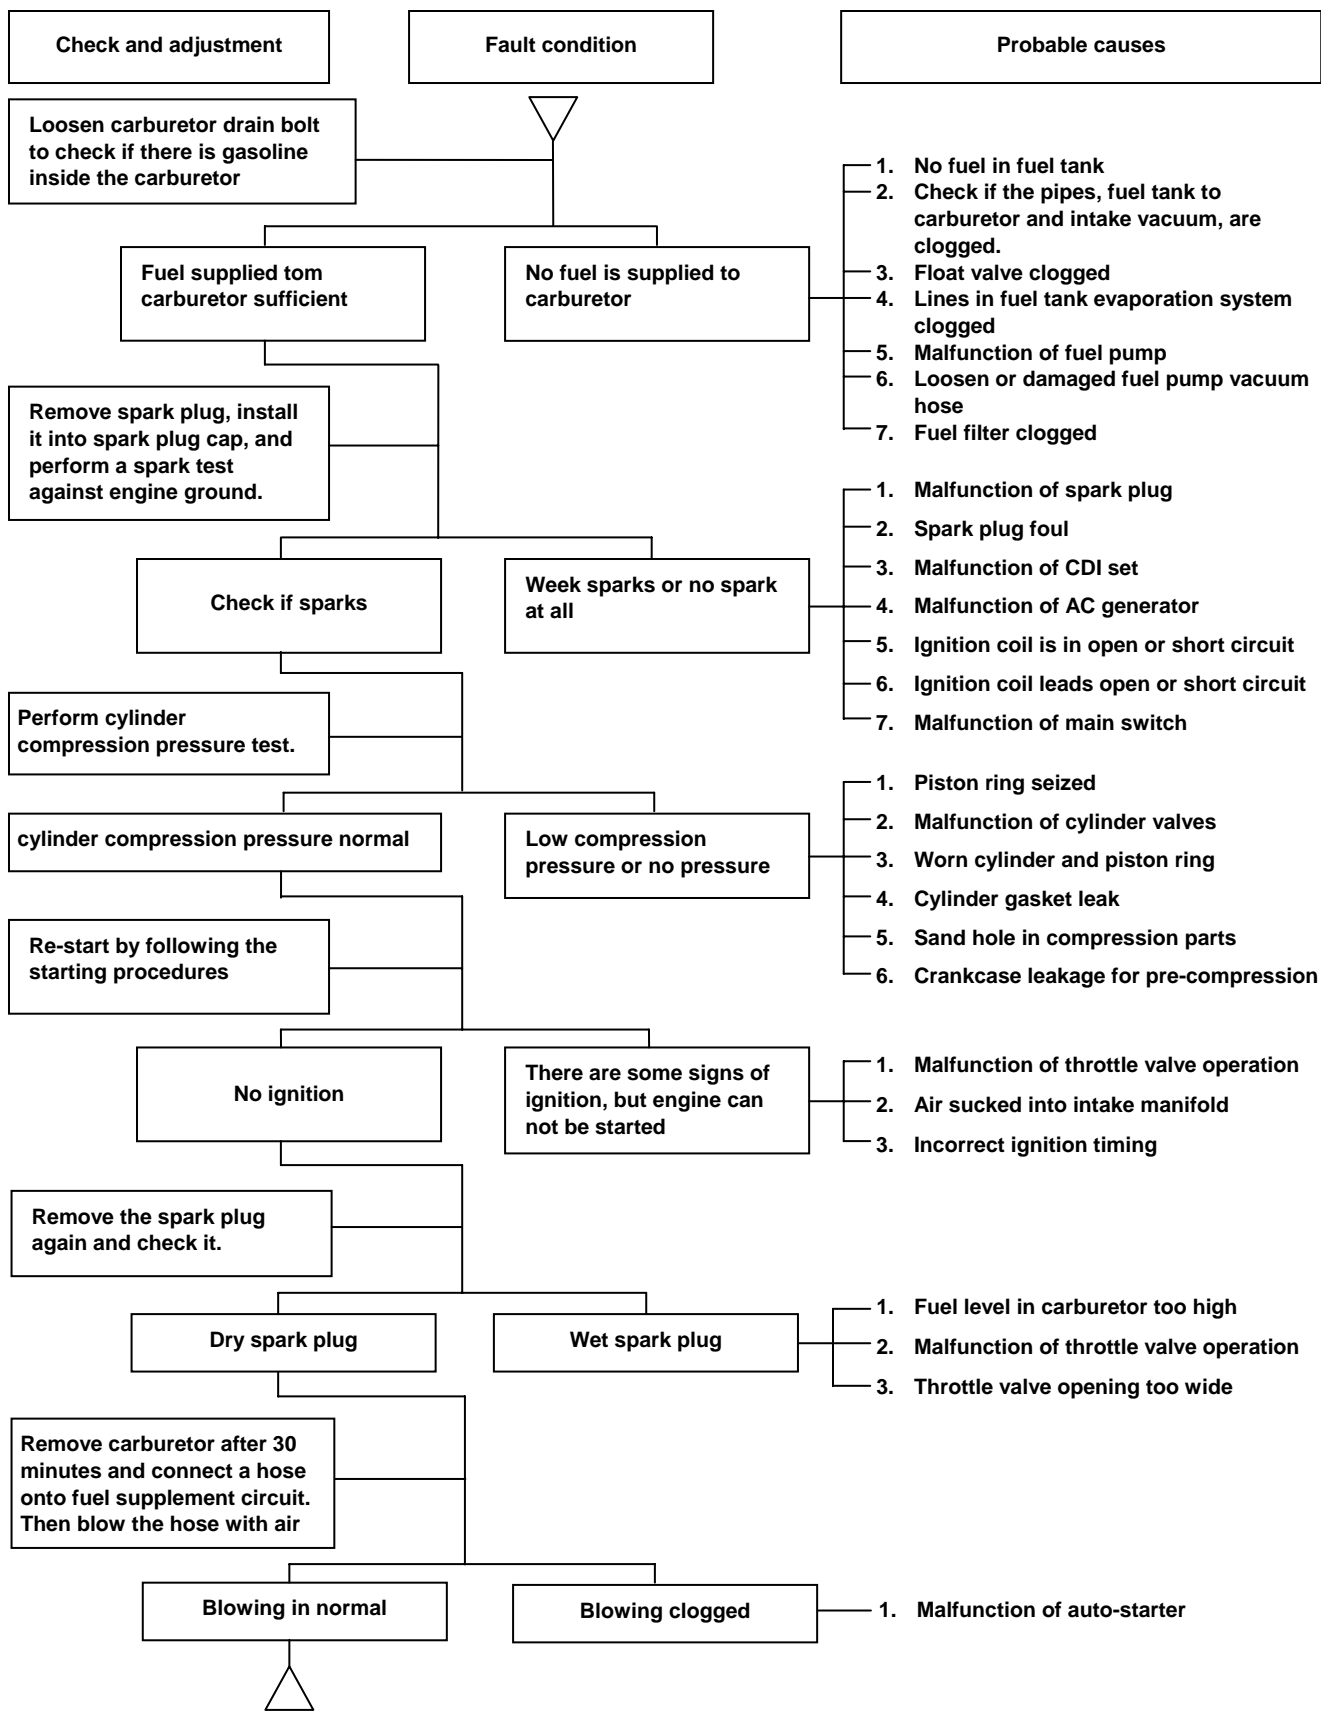 Check and adjustment
Fault condition
Probable causes
Loosen carburetor drain bolt
to check if there is gasoline
inside the carburetor
1. No fuel in fuel tank
2. Check if the pipes, fuel tank to
carburetor and intake vacuum, are
clogged.
3. Float valve clogged
4. Lines in fuel tank evaporation system
clogged
5. Malfunction of fuel pump
6. Loosen or damaged fuel pump vacuum
hose
7. Fuel filter clogged
Fuel supplied tom
carburetor sufficient
No fuel is supplied to
carburetor
Remove spark plug, install
it into spark plug cap, and
perform a spark test
against engine ground.
1. Malfunction of spark plug
2. Spark plug foul
3. Malfunction of CDI set
4. Malfunction of AC generator
5. Ignition coil is in open or short circuit
6. Ignition coil leads open or short circuit
7. Malfunction of main switch
Check if sparks
Week sparks or no spark
at all
Perform cylinder
compression pressure test.
1. Piston ring seized
2. Malfunction of cylinder valves
3. Worn cylinder and piston ring
4. Cylinder gasket leak
5. Sand hole in compression parts
6. Crankcase leakage for pre-compression
cylinder compression pressure normal
Low compression
pressure or no pressure
Re-start by following the
starting procedures
No ignition
There are some signs of
ignition, but engine can
not be started
1. Malfunction of throttle valve operation
2. Air sucked into intake manifold
3. Incorrect ignition timing
Remove the spark plug
again and check it.
Dry spark plug
Wet spark plug
1. Fuel level in carburetor too high
2. Malfunction of throttle valve operation
3. Throttle valve opening too wide
Remove carburetor after 30
minutes and connect a hose
onto fuel supplement circuit.
Then blow the hose with air
Blowing in normal
Blowing clogged
1. Malfunction of auto-starter